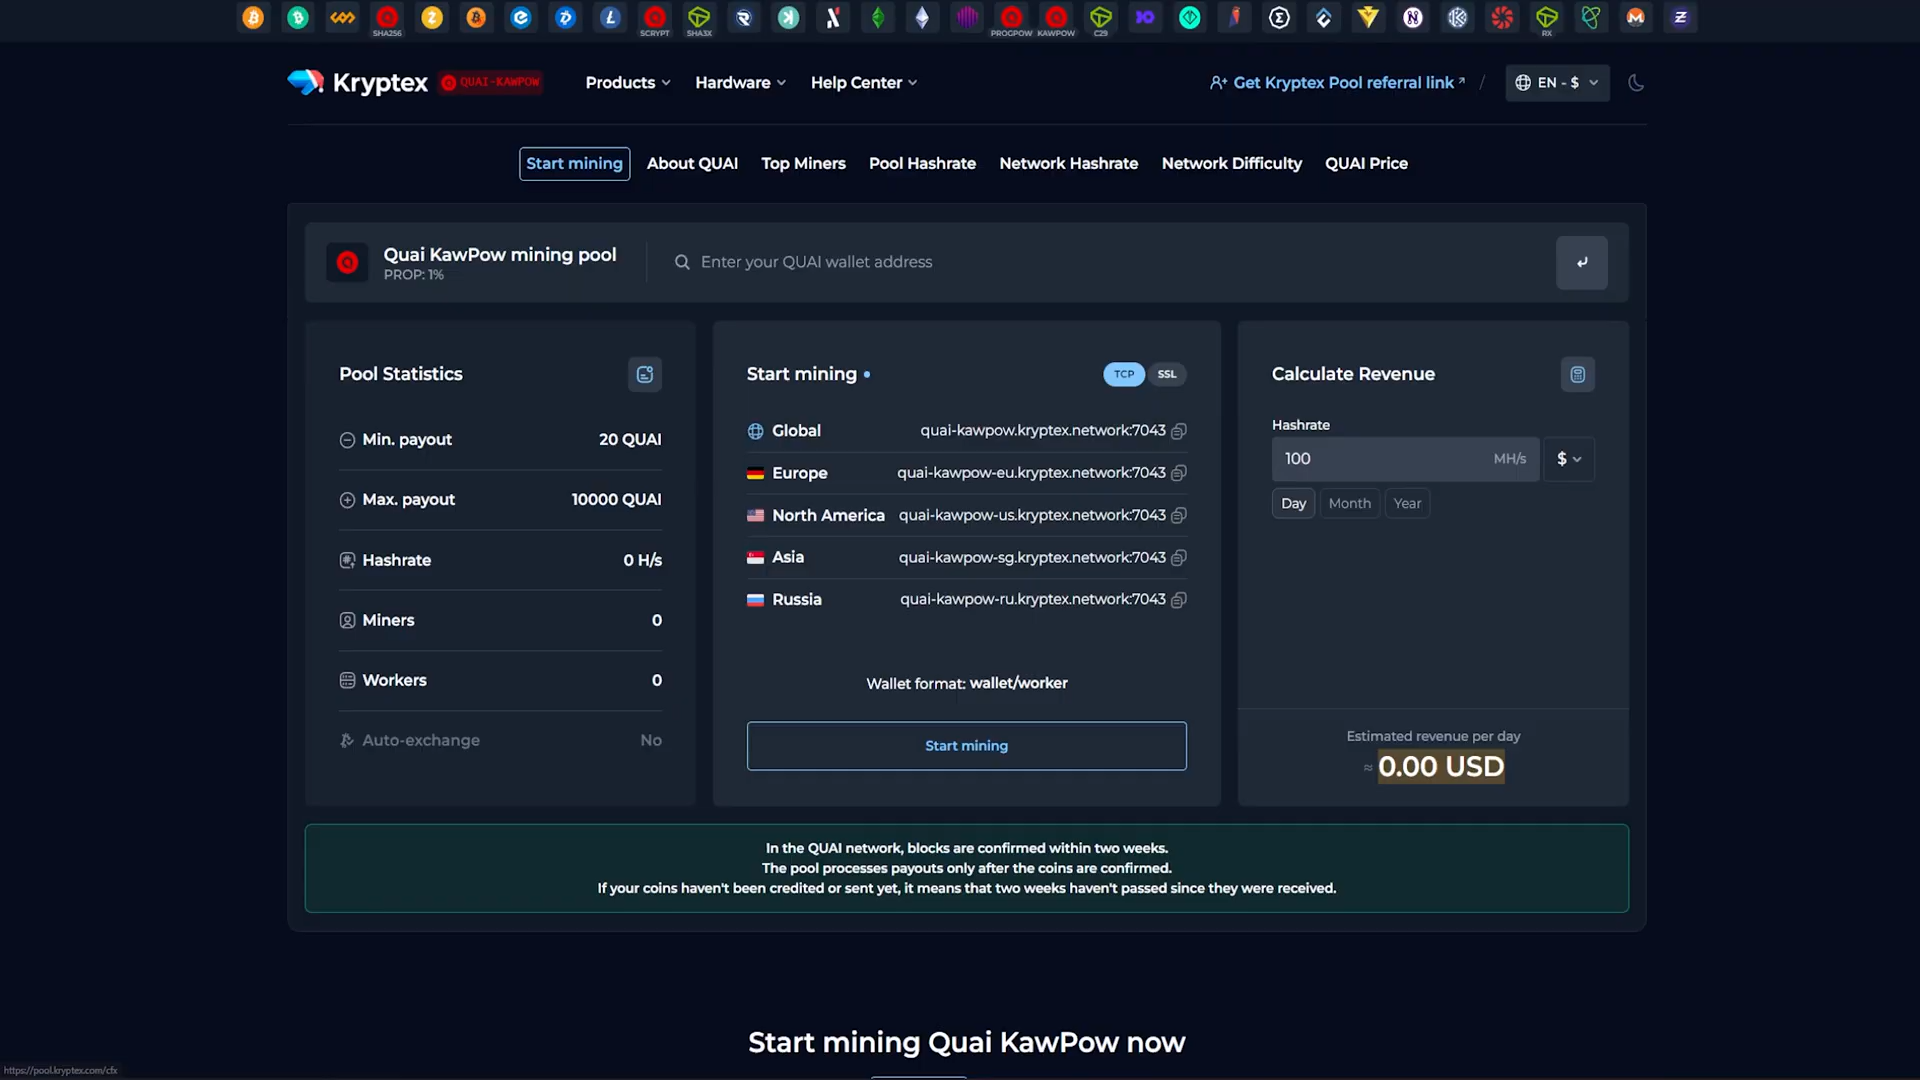 SHA256
SCRYPT
SHA3X
PROGPOW
KAWPOW
C29
RX
Kryptex
QUAI-KAWPOW
Products
Hardware
Help Center
Get Kryptex Pool referral link
/
EN - $
Start mining
About QUAI
Top Miners
Pool Hashrate
Network Hashrate
Network Difficulty
QUAI Price
Quai KawPow mining pool
PROP: 1%
Enter your QUAI wallet address
Pool Statistics
Min. payout 20 QUAI
Max. payout 10000 QUAI
Hashrate 0 H/s
Miners 0
Workers 0
Auto-exchange No
Start mining
TCP
SSL
Global quai-kawpow.kryptex.network:7043
Europe quai-kawpow-eu.kryptex.network:7043
North America quai-kawpow-us.kryptex.network:7043
Asia quai-kawpow-sg.kryptex.network:7043
Russia quai-kawpow-ru.kryptex.network:7043
Wallet format: wallet/worker
Start mining
Calculate Revenue
Hashrate
100 MH/s
$
Day
Month
Year
Estimated revenue per day
≈ 0.00 USD
In the QUAI network, blocks are confirmed within two weeks.
The pool processes payouts only after the coins are confirmed.
If your coins haven't been credited or sent yet, it means that two weeks haven't passed since they were received.
Start mining Quai KawPow now
https://pool.kryptex.com/cfx